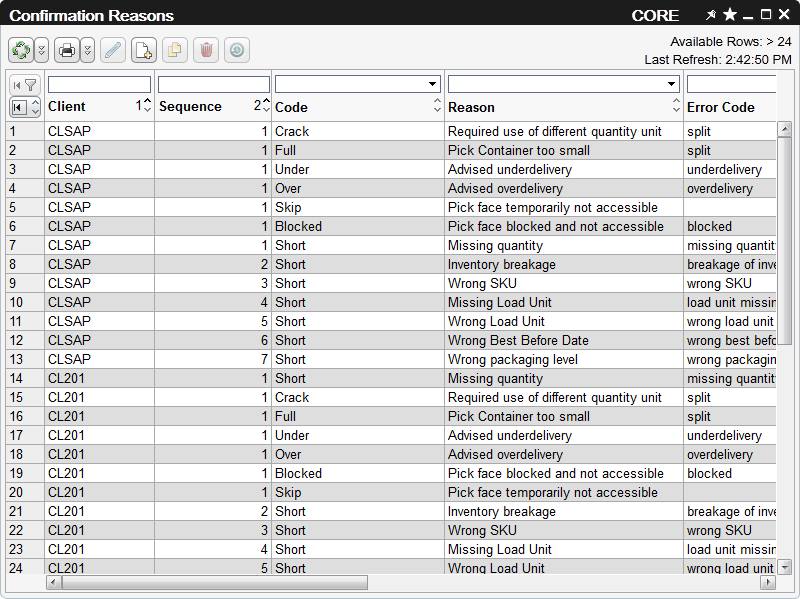 Confirmation Reasons CORE
Available Rows: > 24
Last Refresh: 2:42:50 PM
Client 1 Sequence 2 Code Reason Error Code
1 CLSAP 1 Crack Required use of different quantity unit split
2 CLSAP 1 Full Pick Container too small split
3 CLSAP 1 Under Advised underdelivery underdelivery
4 CLSAP 1 Over Advised overdelivery overdelivery
5 CLSAP 1 Skip Pick face temporarily not accessible
6 CLSAP 1 Blocked Pick face blocked and not accessible blocked
7 CLSAP 1 Short Missing quantity missing quantit
8 CLSAP 2 Short Inventory breakage breakage of inve
9 CLSAP 3 Short Wrong SKU wrong SKU
10 CLSAP 4 Short Missing Load Unit load unit missin
11 CLSAP 5 Short Wrong Load Unit wrong load unit
12 CLSAP 6 Short Wrong Best Before Date wrong best befo
13 CLSAP 7 Short Wrong packaging level wrong packagin
14 CL201 1 Short Missing quantity missing quantit
15 CL201 1 Crack Required use of different quantity unit split
16 CL201 1 Full Pick Container too small split
17 CL201 1 Under Advised underdelivery underdelivery
18 CL201 1 Over Advised overdelivery overdelivery
19 CL201 1 Blocked Pick face blocked and not accessible blocked
20 CL201 1 Skip Pick face temporarily not accessible
21 CL201 2 Short Inventory breakage breakage of inve
22 CL201 3 Short Wrong SKU wrong SKU
23 CL201 4 Short Missing Load Unit load unit missin
24 CL201 5 Short Wrong Load Unit wrong load unit